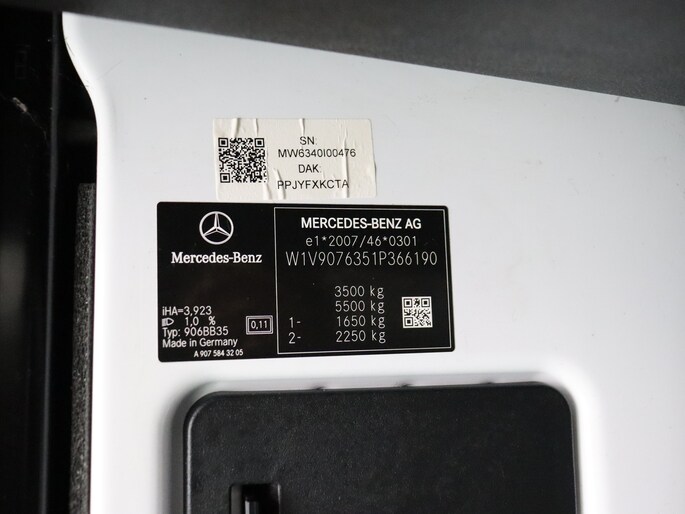 SN:
MW6340I00476
DAK:
PPJYFXKCTA
Mercedes-Benz
MERCEDES-BENZ AG
e1*2007/46*0301
W1V9076351P366190
3500 kg
5500 kg
1- 1650 kg
2- 2250 kg
iHA=3,923
1,0 %
Typ: 906BB35
Made in Germany
0,11
A 907 584 32 05